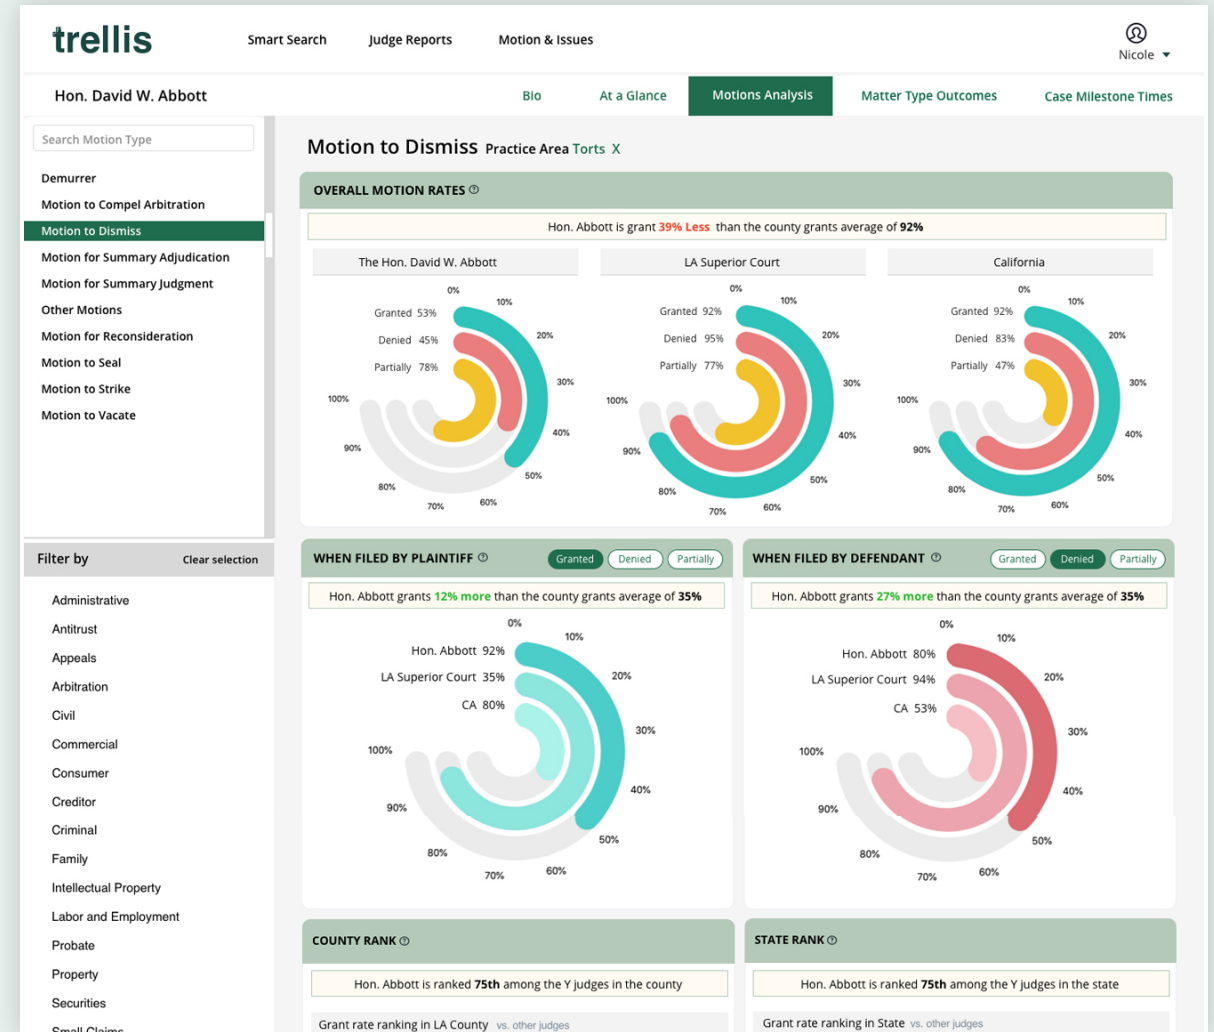 trellis
Smart Search Judge Reports Motion & Issues
Nicole
Hon. David W. Abbott
Bio At a Glance Motions Analysis Matter Type Outcomes Case Milestone Times
Search Motion Type
Demurrer
Motion to Compel Arbitration
Motion to Dismiss
Motion for Summary Adjudication
Motion for Summary Judgment
Other Motions
Motion for Reconsideration
Motion to Seal
Motion to Strike
Motion to Vacate
Filter by Clear selection
Administrative
Antitrust
Appeals
Arbitration
Civil
Commercial
Consumer
Creditor
Criminal
Family
Intellectual Property
Labor and Employment
Probate
Property
Securities
Small Claims
Motion to Dismiss Practice Area Torts X
OVERALL MOTION RATES ?
Hon. Abbott is grant 39% Less than the county grants average of 92%
The Hon. David W. Abbott
Granted 53%
Denied 45%
Partially 78%
0%
10%
20%
30%
40%
50%
60%
70%
80%
90%
100%
LA Superior Court
Granted 92%
Denied 95%
Partially 77%
0%
10%
20%
30%
40%
50%
60%
70%
80%
90%
100%
California
Granted 92%
Denied 83%
Partially 47%
0%
10%
20%
30%
40%
50%
60%
70%
80%
90%
100%
WHEN FILED BY PLAINTIFF ? Granted Denied Partially
Hon. Abbott grants 12% more than the county grants average of 35%
Hon. Abbott 92%
LA Superior Court 35%
CA 80%
0%
10%
20%
30%
40%
50%
60%
70%
80%
90%
100%
WHEN FILED BY DEFENDANT ? Granted Denied Partially
Hon. Abbott grants 27% more than the county grants average of 35%
Hon. Abbott 80%
LA Superior Court 94%
CA 53%
0%
10%
20%
30%
40%
50%
60%
70%
80%
90%
100%
COUNTY RANK ?
Hon. Abbott is ranked 75th among the Y judges in the county
Grant rate ranking in LA County vs. other judges
STATE RANK ?
Hon. Abbott is ranked 75th among the Y judges in the state
Grant rate ranking in State vs. other judges